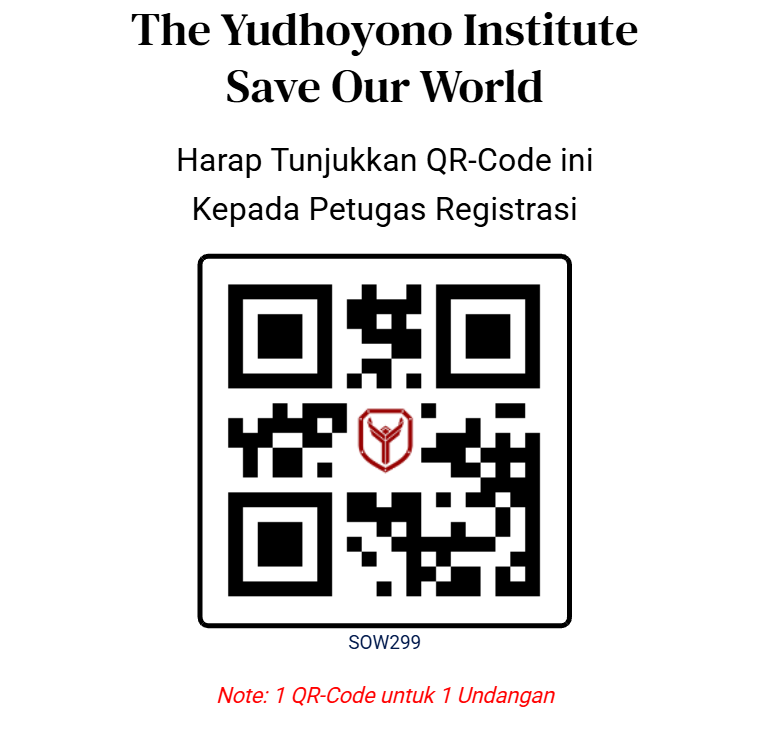 The Yudhoyono Institute
Save Our World
Harap Tunjukkan QR-Code ini
Kepada Petugas Registrasi
SOW299
Note: 1 QR-Code untuk 1 Undangan